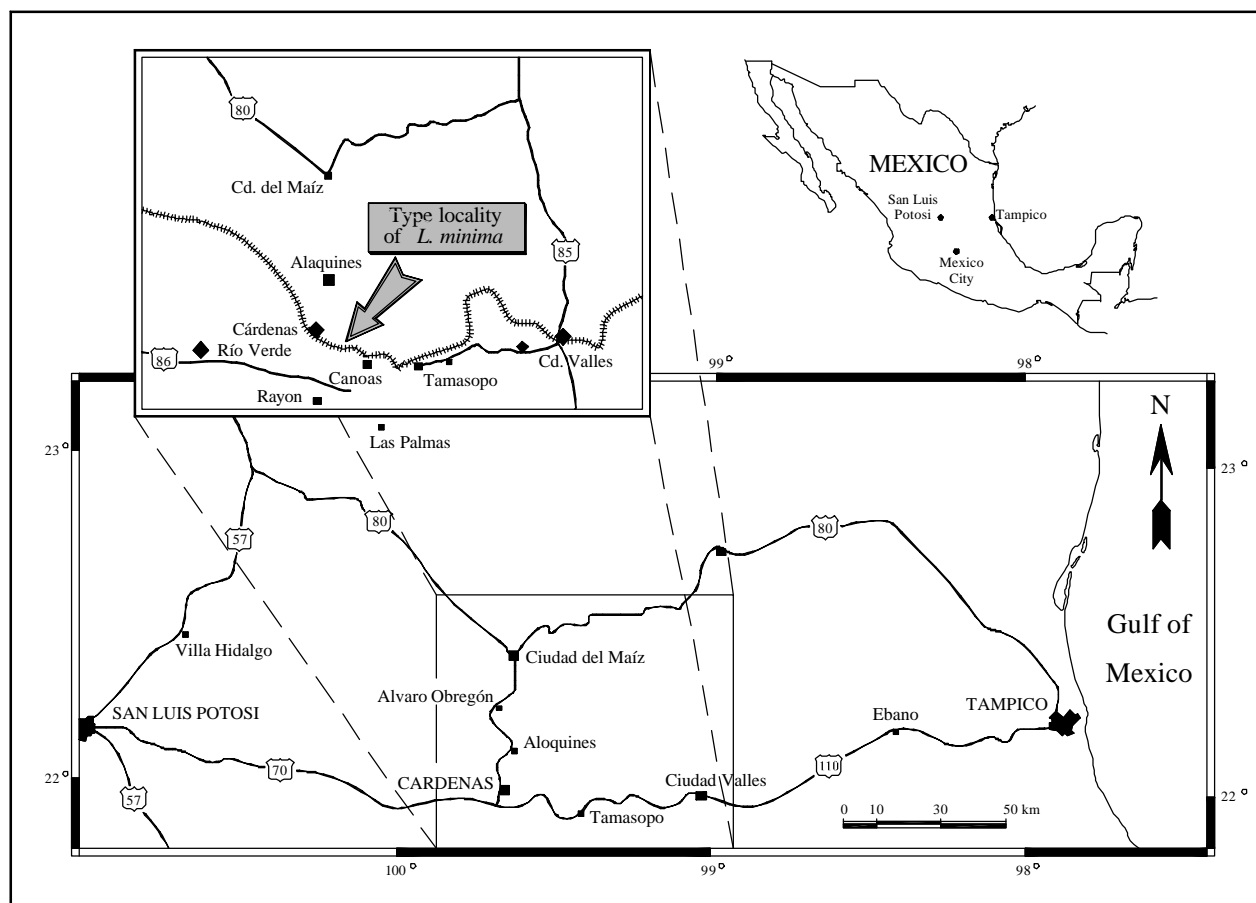 80
Cd. del Maíz
Type locality
of L. minima
85
Alaquines
Cárdenas
Río Verde
86
Canoas
Tamasopo
Cd. Valles
Rayon
MEXICO
San Luis
Potosi
Tampico
Mexico
City
99°
98°
N
23°
23°
Las Palmas
57
80
80
Villa Hidalgo
Ciudad del Maíz
Gulf of
Mexico
Alvaro Obregón
SAN LUIS POTOSI
TAMPICO
Ebano
Aloquines
22°
70
CARDENAS
Ciudad Valles
110
57
Tamasopo
0 10 30 50 km
22°
100°
99°
98°